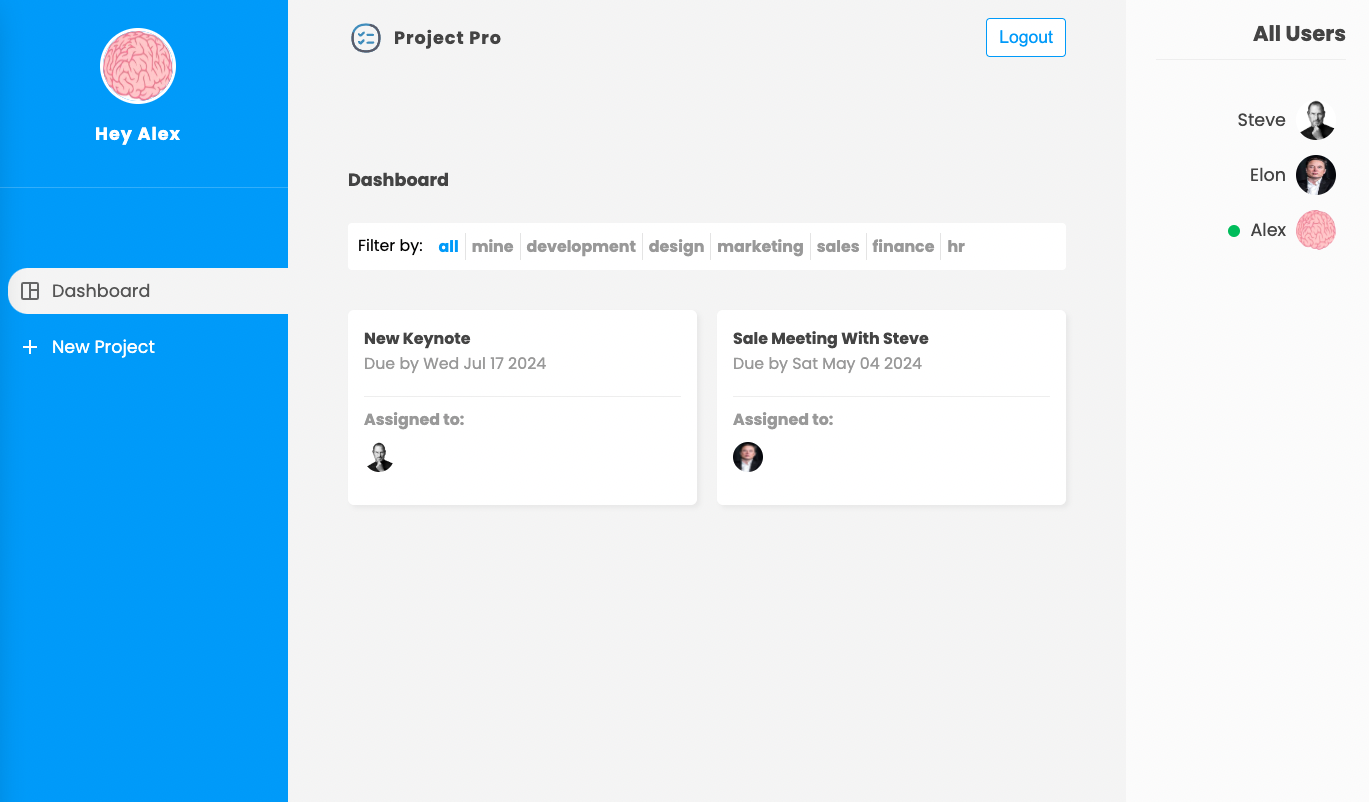 Hey Alex
Dashboard
New Project
Project Pro
Logout
Dashboard
Filter by: all mine development design marketing sales finance hr
New Keynote
Due by Wed Jul 17 2024
Assigned to:
Sale Meeting With Steve
Due by Sat May 04 2024
Assigned to:
All Users
Steve
Elon
Alex